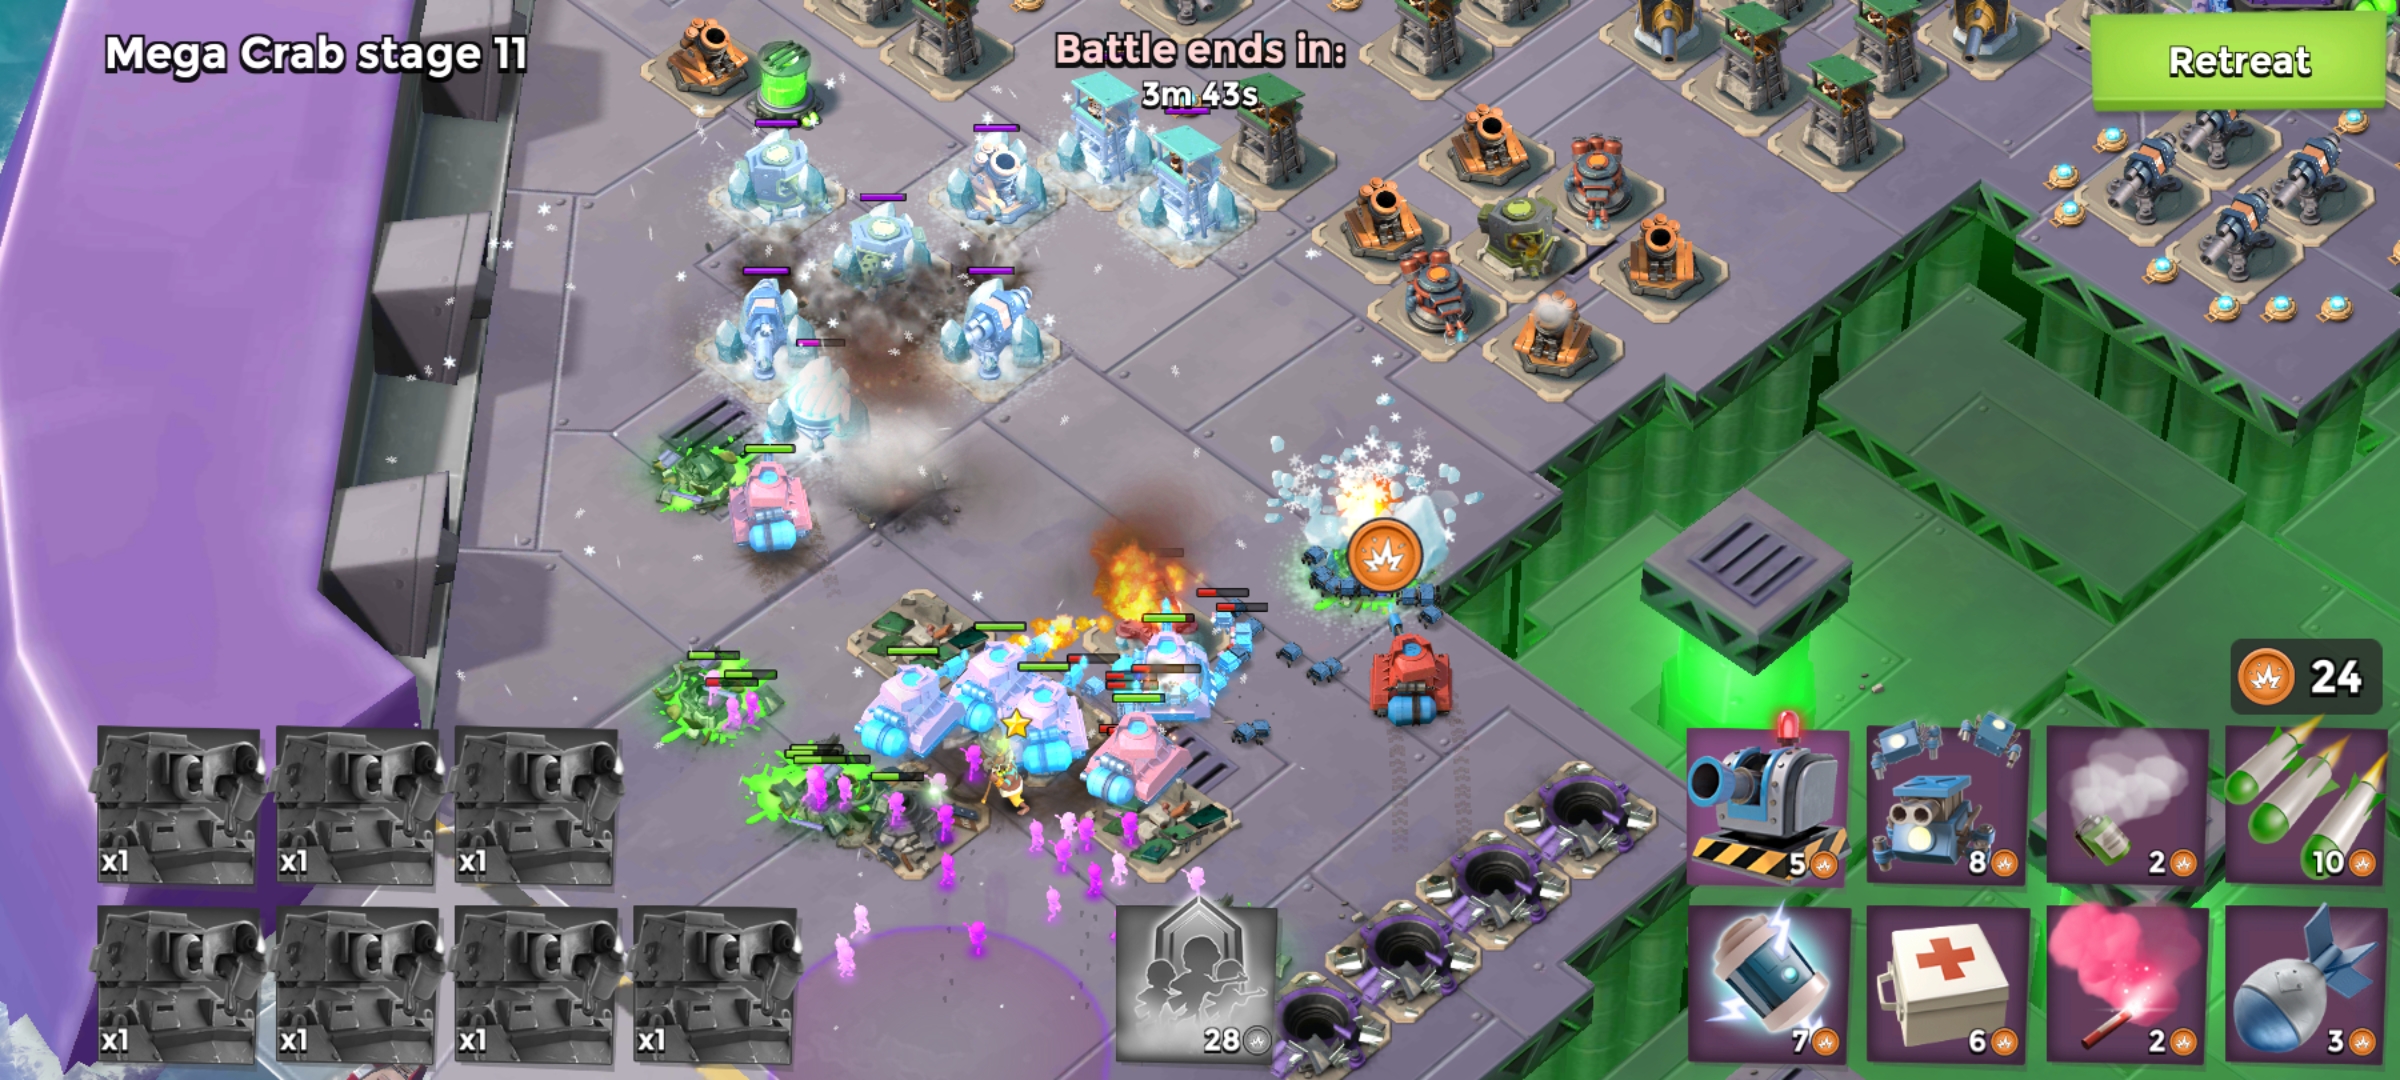 Mega Crab stage 11
Battle ends in:
3m 43s
Retreat
24
x1
x1
x1
5
8
2
10
x1
x1
x1
x1
28
7
6
2
3